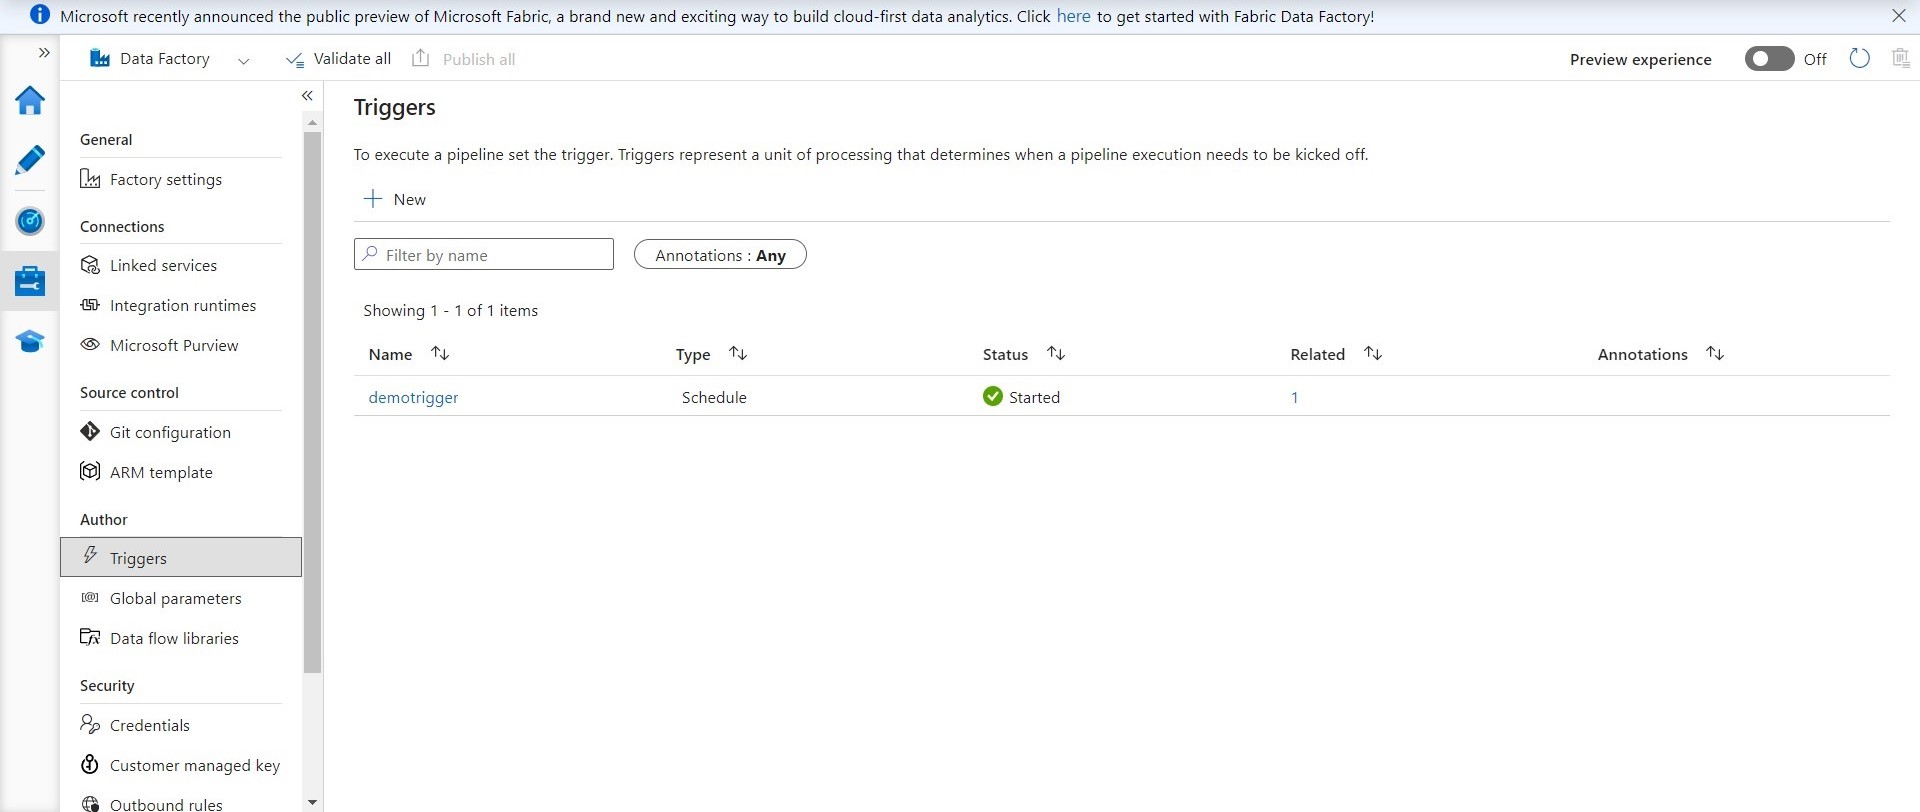 Microsoft recently announced the public preview of Microsoft Fabric, a brand new and exciting way to build cloud-first data analytics. Click here to get started with Fabric Data Factory!
Data Factory
Validate all
Publish all
Preview experience
Off
General
Factory settings
Connections
Linked services
Integration runtimes
Microsoft Purview
Source control
Git configuration
ARM template
Author
Triggers
Global parameters
Data flow libraries
Security
Credentials
Customer managed key
Outbound rules
Triggers
To execute a pipeline set the trigger. Triggers represent a unit of processing that determines when a pipeline execution needs to be kicked off.
New
Filter by name
Annotations : Any
Showing 1 - 1 of 1 items
Name Type Status Related Annotations
demotrigger Schedule Started 1